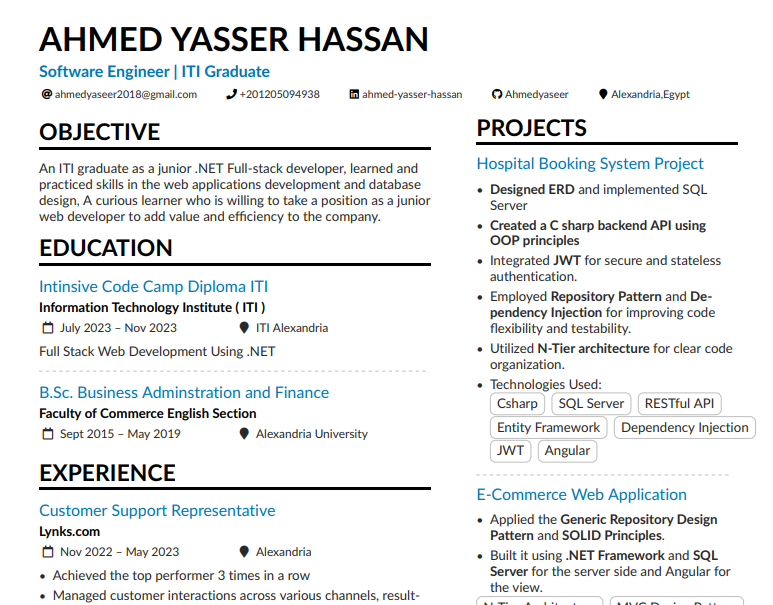 AHMED YASSER HASSAN
Software Engineer | ITI Graduate
ahmedyaseer2018@gmail.com +201205094938 ahmed-yasser-hassan Ahmedyaseer Alexandria,Egypt
OBJECTIVE
An ITI graduate as a junior .NET Full-stack developer, learned and
practiced skills in the web applications development and database
design, A curious learner who is willing to take a position as a junior
web developer to add value and efficiency to the company.
EDUCATION
Intinsive Code Camp Diploma ITI
Information Technology Institute ( ITI )
July 2023 – Nov 2023 ITI Alexandria
Full Stack Web Development Using .NET
B.Sc. Business Adminstration and Finance
Faculty of Commerce English Section
Sept 2015 – May 2019 Alexandria University
EXPERIENCE
Customer Support Representative
Lynks.com
Nov 2022 – May 2023 Alexandria
• Achieved the top performer 3 times in a row
• Managed customer interactions across various channels, result-
PROJECTS
Hospital Booking System Project
• Designed ERD and implemented SQL
Server
• Created a C sharp backend API using
OOP principles
• Integrated JWT for secure and stateless
authentication.
• Employed Repository Pattern and De-
pendency Injection for improving code
flexibility and testability.
• Utilized N-Tier architecture for clear code
organization.
• Technologies Used:
Csharp SQL Server RESTful API
Entity Framework Dependency Injection
JWT Angular
E-Commerce Web Application
• Applied the Generic Repository Design
Pattern and SOLID Principles.
• Built it using .NET Framework and SQL
Server for the server side and Angular for
the view.